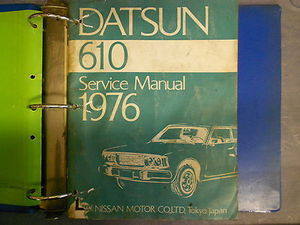 DATSUN
610
Service Manual
1976
NISSAN MOTOR CO.,LTD. Tokyo Japan